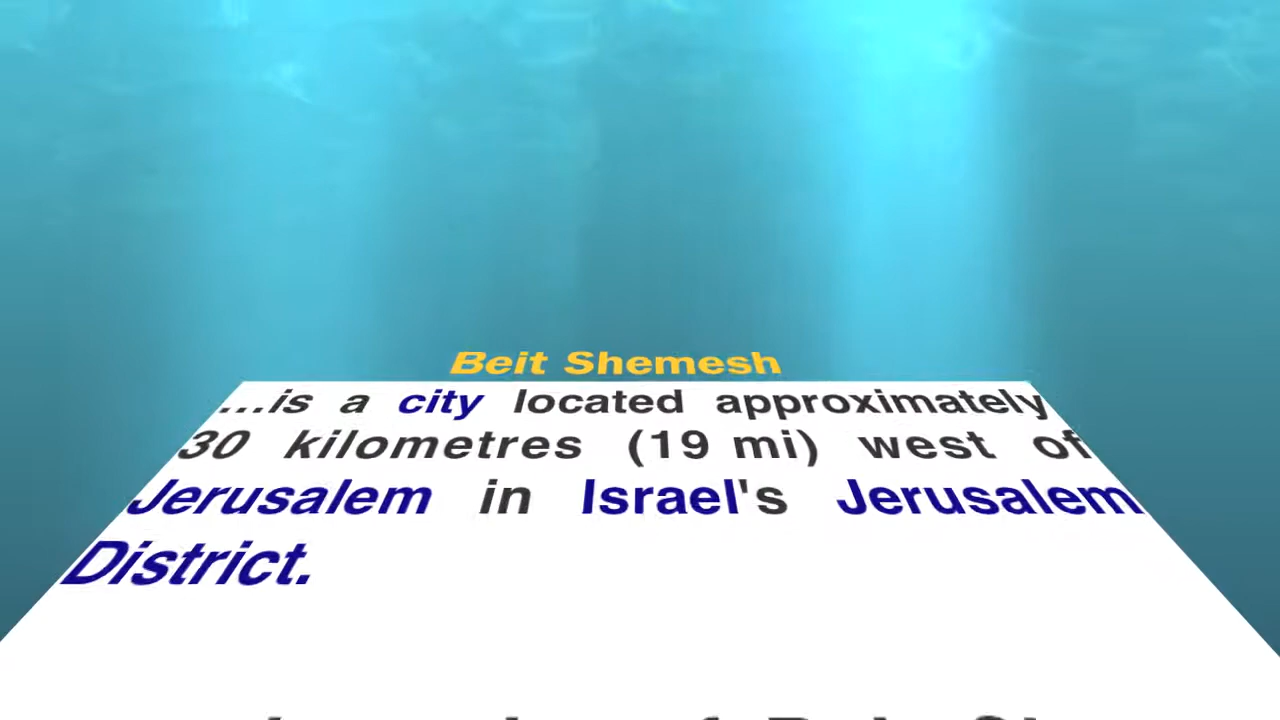 Beit Shemesh
...is a city located approximately
30 kilometres (19 mi) west of
Jerusalem in Israel's Jerusalem
District.